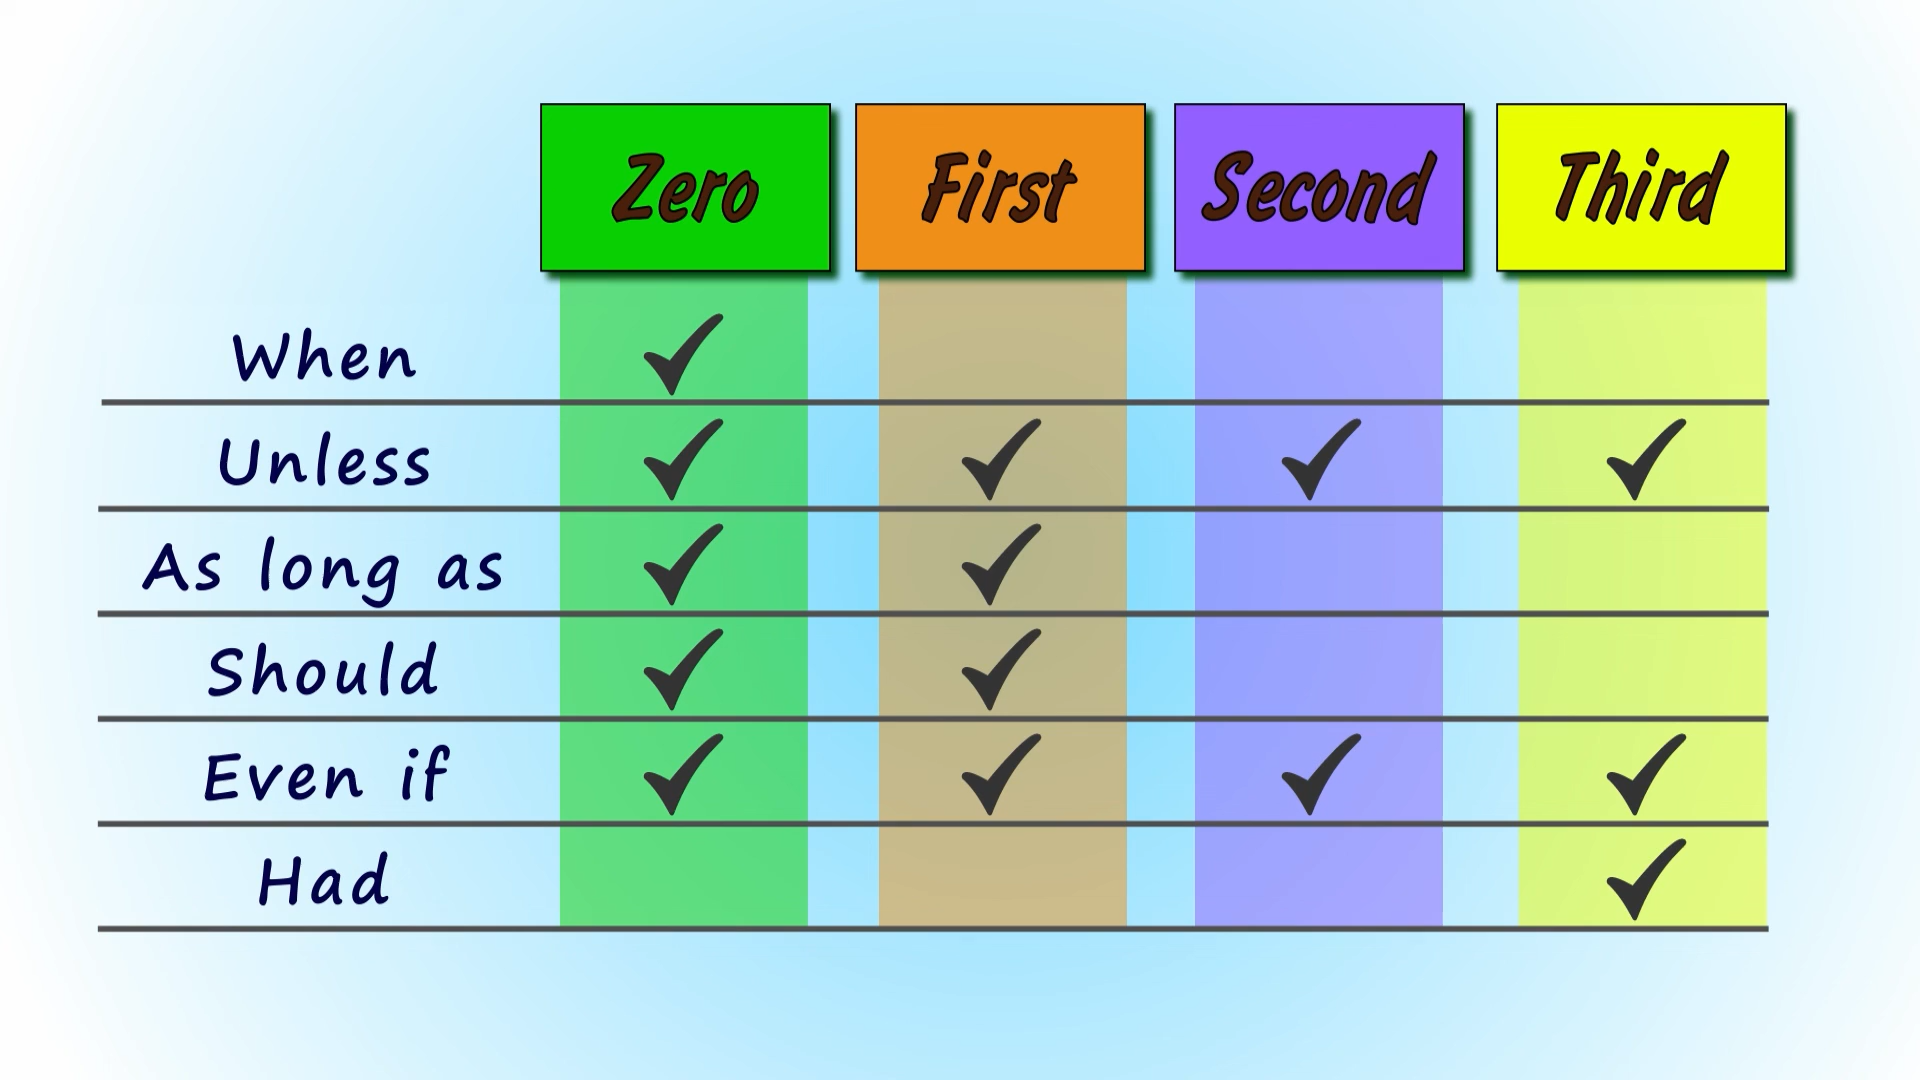 Zero First Second Third
When ✓
Unless ✓ ✓ ✓ ✓
As long as ✓ ✓
Should ✓ ✓
Even if ✓ ✓ ✓ ✓
Had ✓